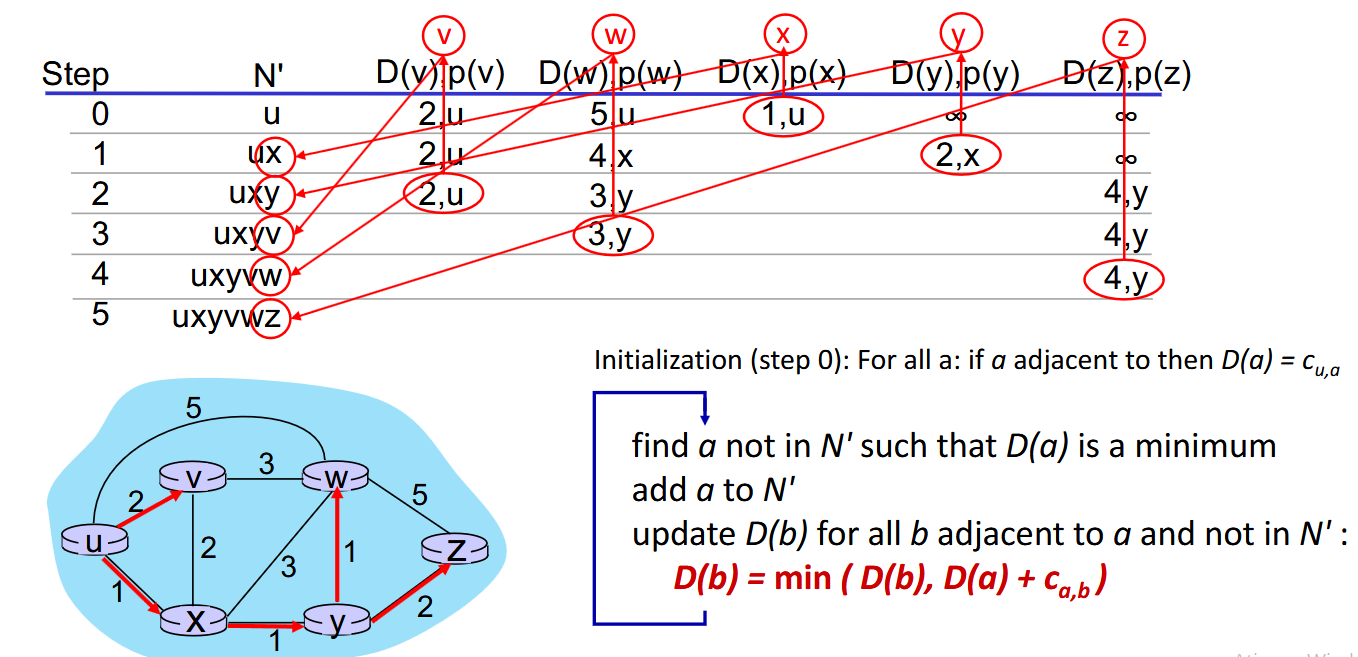 v w x y z
Step N' D(v),p(v) D(w),p(w) D(x),p(x) D(y),p(y) D(z),p(z)
0 u 2,u 5,u 1,u ∞ ∞
1 ux 2,u 4,x 2,x ∞
2 uxy 2,u 3,y 4,y
3 uxyv 3,y 4,y
4 uxyvw 4,y
5 uxyvwz
Initialization (step 0): For all a: if a adjacent to then D(a) = cu,a
find a not in N' such that D(a) is a minimum
add a to N'
update D(b) for all b adjacent to a and not in N' :
D(b) = min ( D(b), D(a) + ca,b )
5
v 3 w
2 5
u 2 3 1 z
1 2
x 1 y